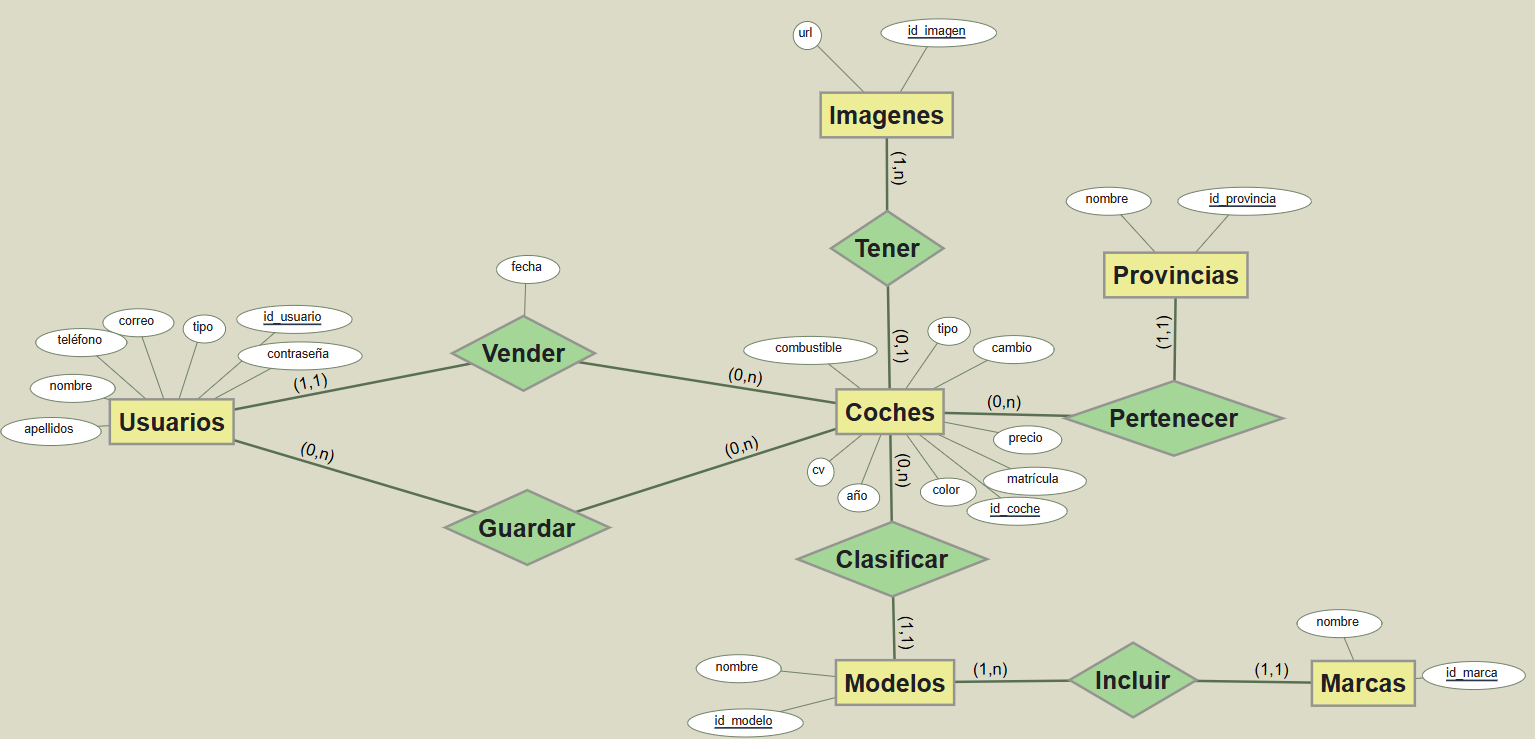 url
id_imagen
Imagenes
(1,n)
Tener
(0,1)
nombre
id_provincia
Provincias
(1,1)
Pertenecer
(0,n)
fecha
Vender
(1,1)
(0,n)
correo
tipo
id_usuario
teléfono
contraseña
nombre
apellidos
Usuarios
(0,n)
Guardar
(0,n)
combustible
tipo
cambio
Coches
precio
matrícula
id_coche
color
año
cv
(0,n)
Clasificar
(1,1)
nombre
id_modelo
Modelos
(1,n)
Incluir
(1,1)
nombre
id_marca
Marcas